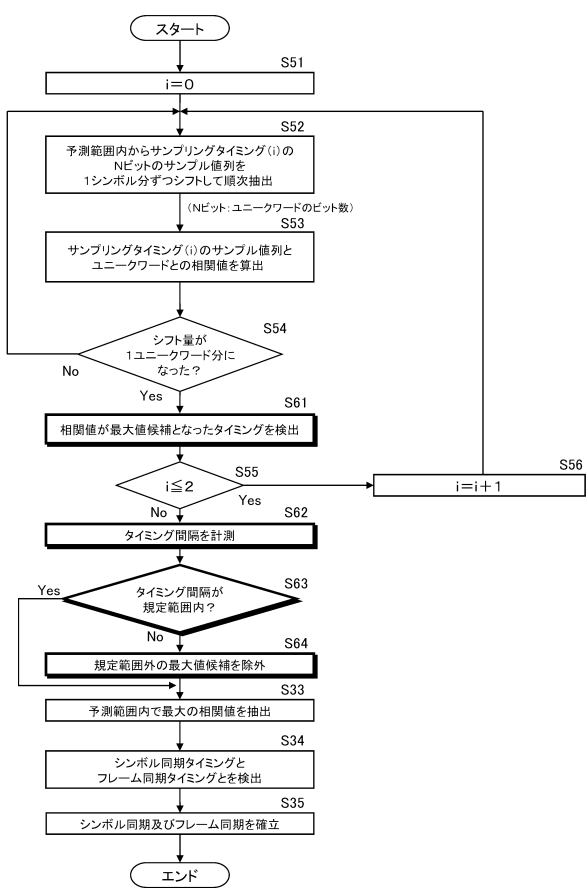 スタート
S51
i=0
S52
予測範囲内からサンプリングタイミング(i)の
Nビットのサンプル値列を
1シンボル分ずつシフトして順次抽出
(Nビット:ユニークワードのビット数)
S53
サンプリングタイミング(i)のサンプル値列と
ユニークワードとの相関値を算出
S54
シフト量が
1ユニークワード分に
なった?
No
Yes
S61
相関値が最大値候補となったタイミングを検出
S55
i≦2
Yes
No
S56
i=i+1
S62
タイミング間隔を計測
S63
タイミング間隔が
規定範囲内?
Yes
No
S64
規定範囲外の最大値候補を除外
S33
予測範囲内で最大の相関値を抽出
S34
シンボル同期タイミングと
フレーム同期タイミングとを検出
S35
シンボル同期及びフレーム同期を確立
エンド